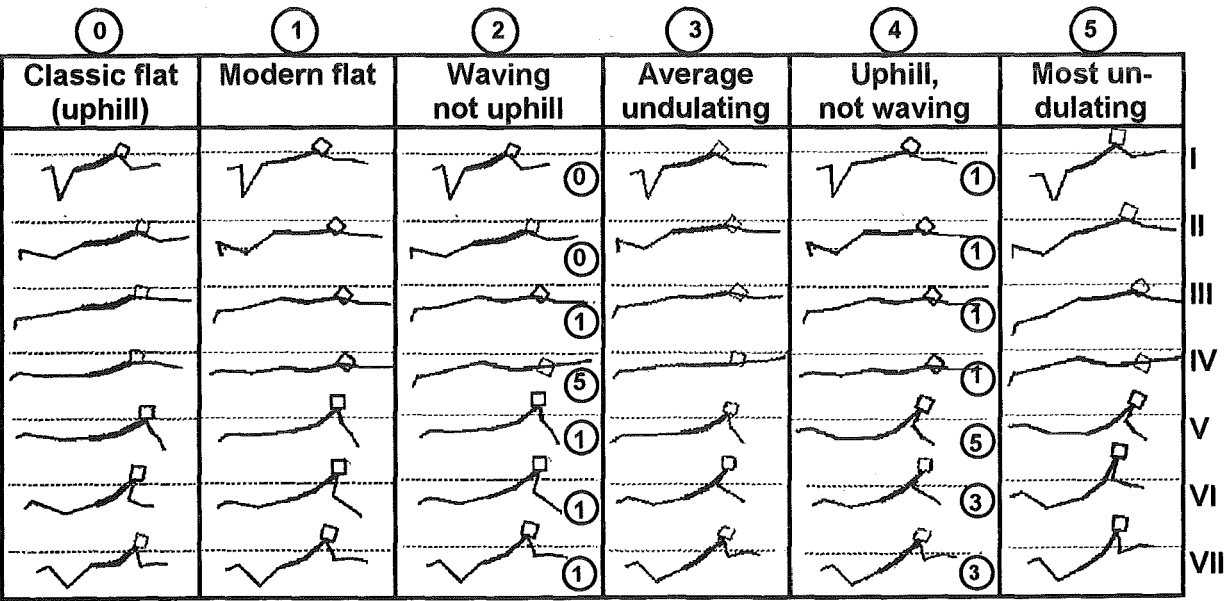 0 1 2 3 4 5
Classic flat Modern flat Waving Average Uphill, Most un-
(uphill) not uphill undulating not waving dulating
0 1 I
0 1 II
1 1 III
5 1 IV
1 5 V
1 3 VI
1 3 VII